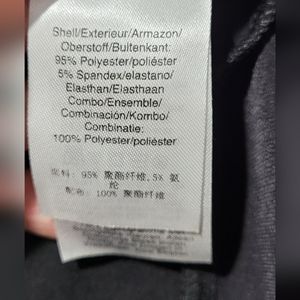 Shell/Exterieur/Armazon/
Oberstoff/Buitenkant:
95% Polyester/poliéster
5% Spandex/elastano/
Elasthan/Elasthaan
Combo/Ensemble/
Combinación/Kombo/
Combinatie:
100% Polyester/poliéster
面料: 95% 聚酯纤维,5% 氨
纶
配布: 100% 聚酯纤维